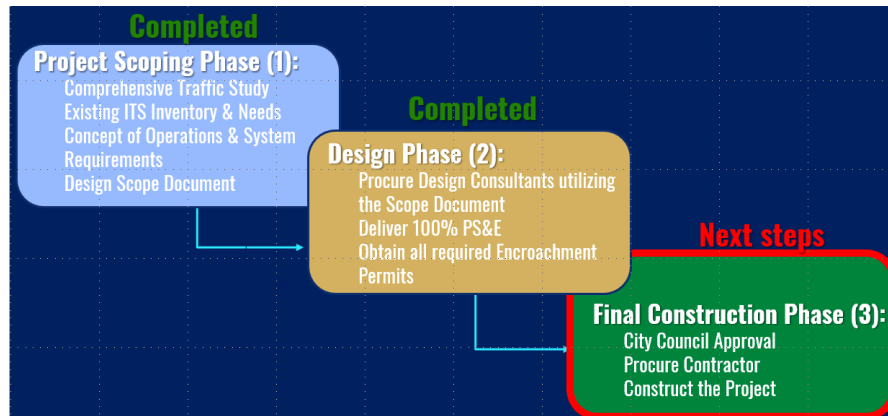 Completed
Project Scoping Phase (1):
Comprehensive Traffic Study
Existing ITS Inventory & Needs
Concept of Operations & System
Requirements
Design Scope Document
Completed
Design Phase (2):
Procure Design Consultants utilizing
the Scope Document
Deliver 100% PS&E
Obtain all required Encroachment
Permits
Next steps
Final Construction Phase (3):
City Council Approval
Procure Contractor
Construct the Project